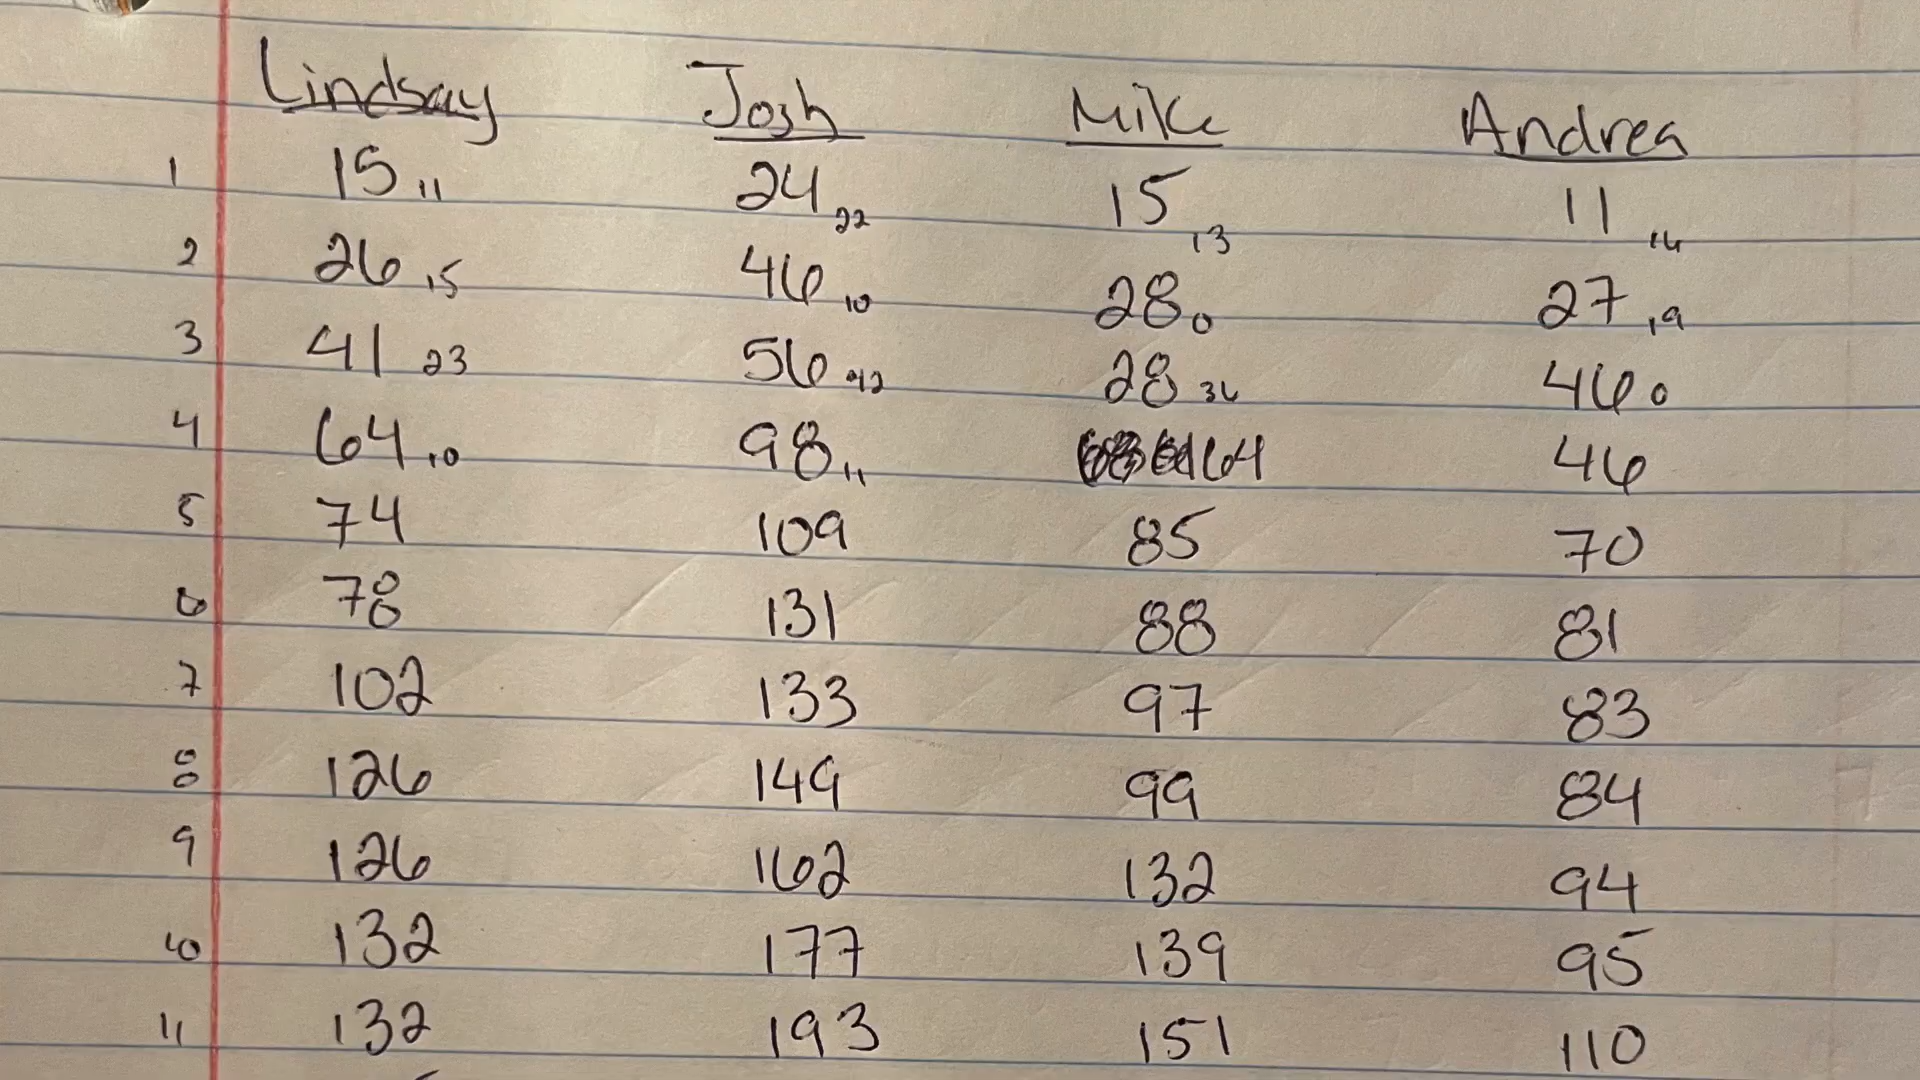 Lindsay Josh Mike Andrea
1 15 11 24 22 15 13 11 16
2 26 15 46 10 28 0 27 19
3 41 23 56 42 28 36 46 0
4 64 10 98 11 64 46
5 74 109 85 70
6 78 131 88 81
7 102 133 97 83
8 126 149 99 84
9 126 162 132 94
10 132 177 139 95
11 132 193 151 110